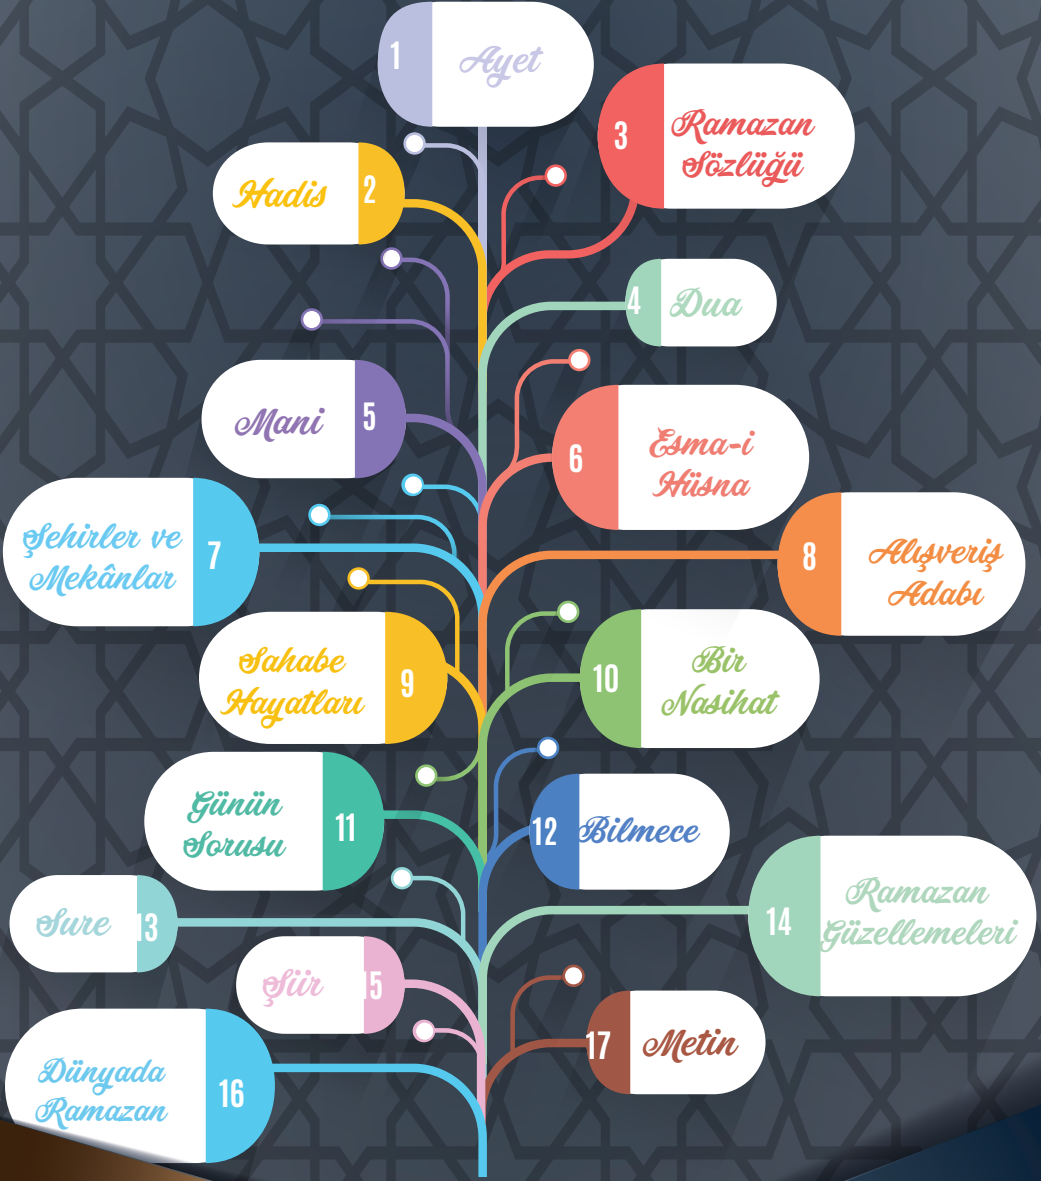 1
Ayet
2
Hadis
3
Ramazan
Sözlüğü
4
Dua
5
Mani
6
Esma-i
Hüsna
7
Şehirler ve
Mekânlar
8
Alışveriş
Adabı
9
Sahabe
Hayatları
10
Bir
Nasihat
11
Günün
Sorusu
12
Bilmece
13
Sure
14
Ramazan
Güzellemeleri
15
Şiir
16
Dünyada
Ramazan
17
Metin